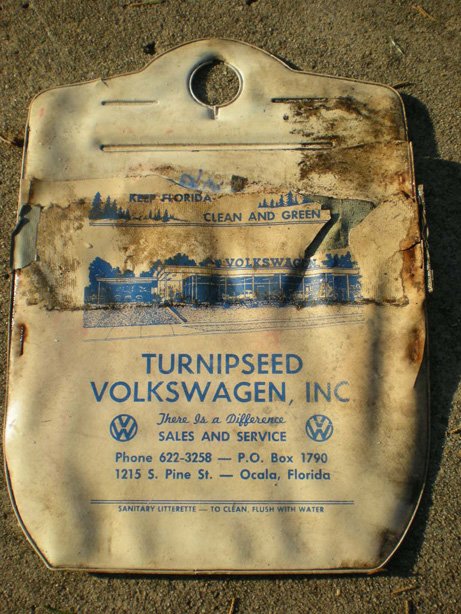 KEEP FLORIDA
CLEAN AND GREEN
VOLKSWAGEN
TURNIPSEED
VOLKSWAGEN, INC
There Is a Difference
SALES AND SERVICE
Phone 622-3258 — P.O. Box 1790
1215 S. Pine St. — Ocala, Florida
SANITARY LITTERETTE — TO CLEAN, FLUSH WITH WATER